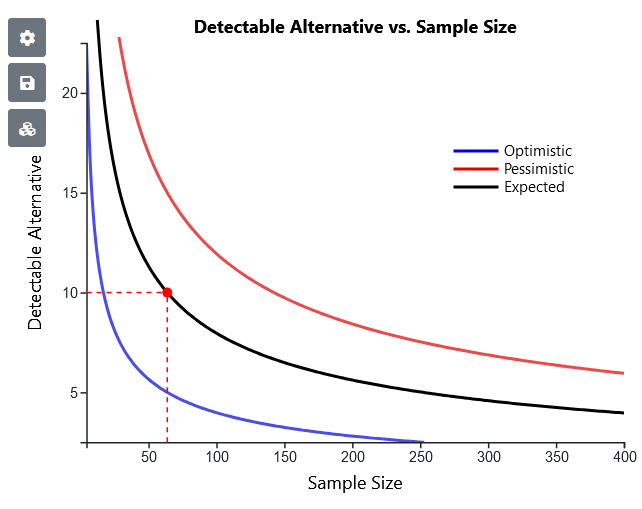 Detectable Alternative vs. Sample Size
20
15
10
5
Detectable Alternative
Optimistic
Pessimistic
Expected
50 100 150 200 250 300 350 400
Sample Size